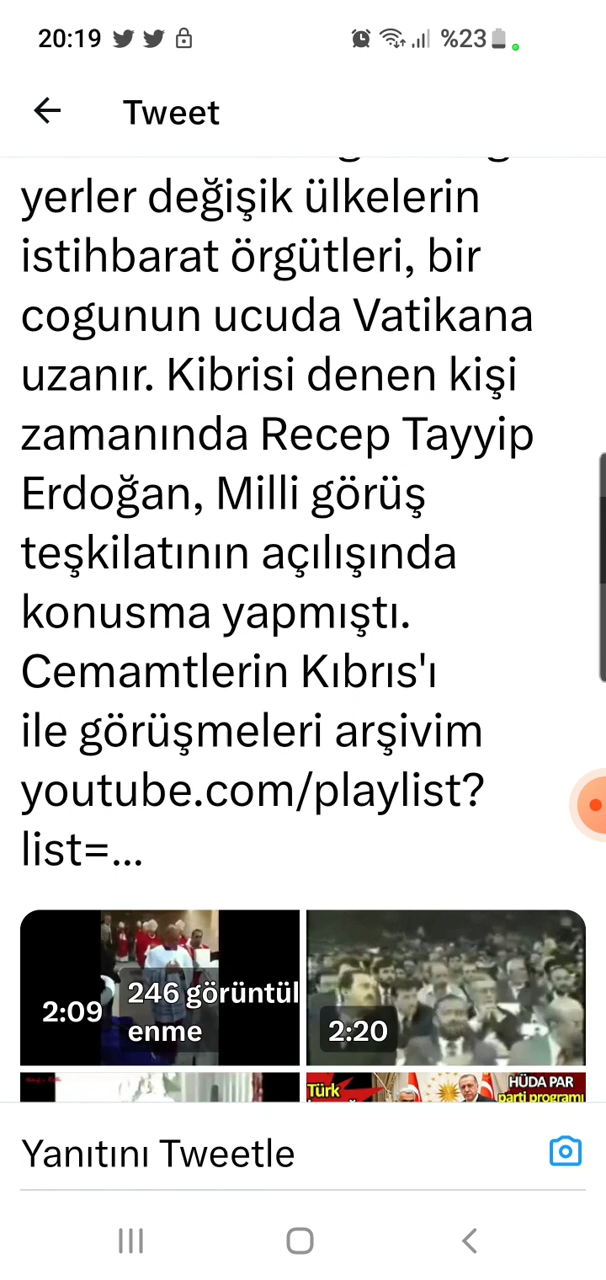 20:19
%23
Tweet
yerler değişik ülkelerin
istihbarat örgütleri, bir
cogunun ucuda Vatikana
uzanır. Kibrisi denen kişi
zamanında Recep Tayyip
Erdoğan, Milli görüş
teşkilatının açılışında
konusma yapmıştı.
Cemamtlerin Kıbrıs'ı
ile görüşmeleri arşivim
youtube.com/playlist?
list=...
2:09
246 görüntül
enme
2:20
Türk
HÜDA PAR
parti programı
Yanıtını Tweetle